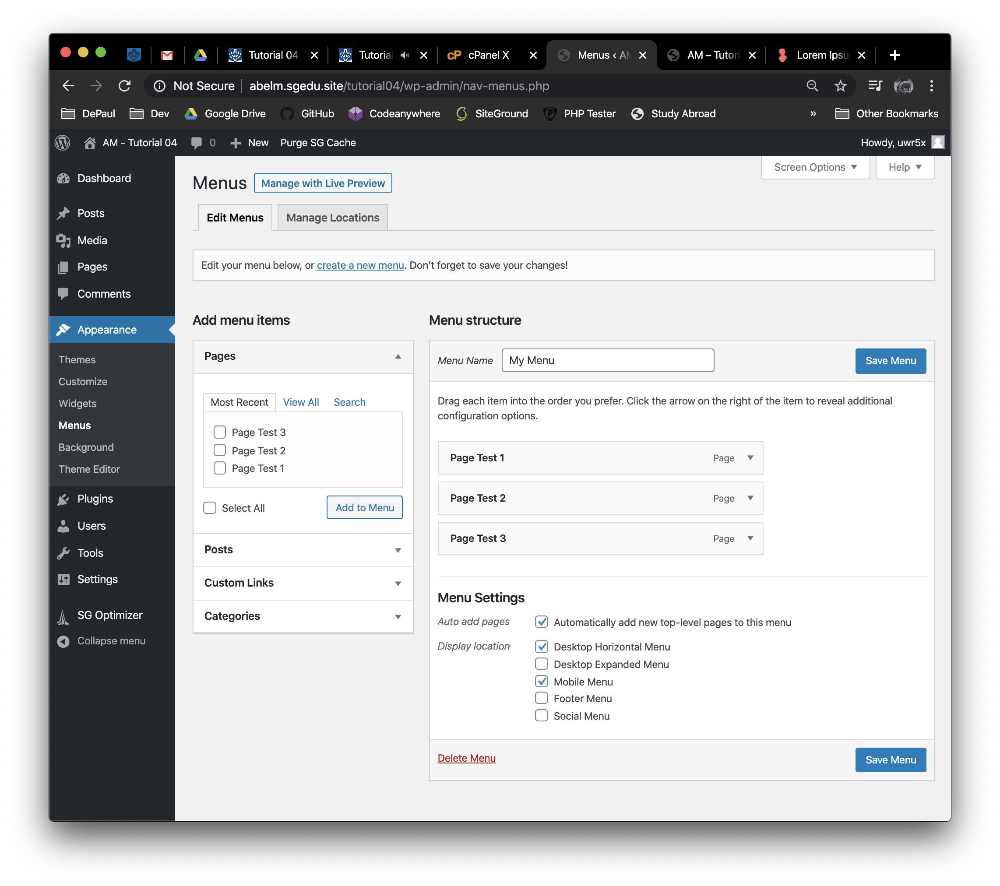 Tutorial 04
Tutorial
cP cPanel X
Menus ‹ AM
AM – Tutori
Lorem Ipsu
Not Secure
abelm.sgedu.site/tutorial04/wp-admin/nav-menus.php
DePaul
Dev
Google Drive
GitHub
Codeanywhere
SiteGround
PHP Tester
Study Abroad
»
Other Bookmarks
AM - Tutorial 04
0
New
Purge SG Cache
Howdy, uwr5x
Dashboard
Posts
Media
Pages
Comments
Appearance
Themes
Customize
Widgets
Menus
Background
Theme Editor
Plugins
Users
Tools
Settings
SG Optimizer
Collapse menu
Screen Options
Help
Menus
Manage with Live Preview
Edit Menus
Manage Locations
Edit your menu below, or create a new menu. Don’t forget to save your changes!
Add menu items
Pages
Most Recent
View All
Search
Page Test 3
Page Test 2
Page Test 1
Select All
Add to Menu
Posts
Custom Links
Categories
Menu structure
Menu Name
My Menu
Save Menu
Drag each item into the order you prefer. Click the arrow on the right of the item to reveal additional
configuration options.
Page Test 1 Page
Page Test 2 Page
Page Test 3 Page
Menu Settings
Auto add pages
Automatically add new top-level pages to this menu
Display location
Desktop Horizontal Menu
Desktop Expanded Menu
Mobile Menu
Footer Menu
Social Menu
Delete Menu
Save Menu